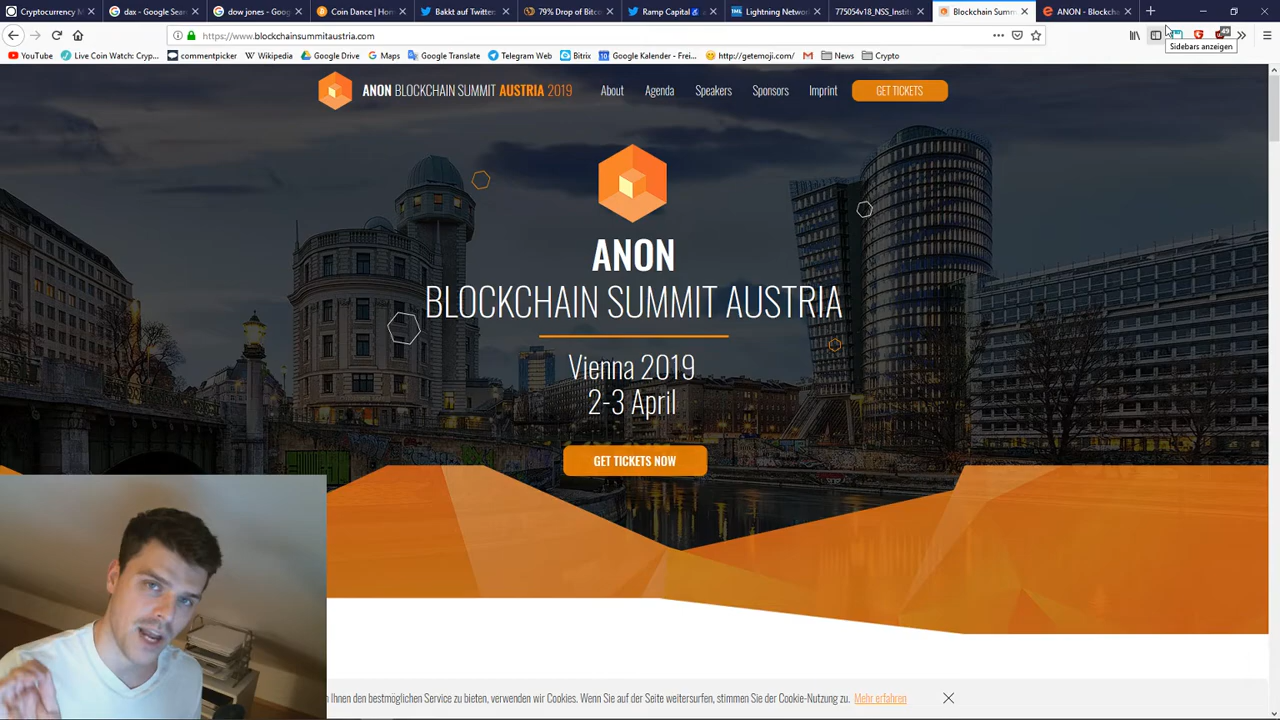 Cryptocurrency M
dax - Google Sear
dow jones - Goog
Coin Dance | Hom
Bakkt auf Twitter
79% Drop of Bitco
Ramp Capital
Lightning Netwo
775054v18_NSS_Instit
Blockchain Summ
ANON - Blockcha
https://www.blockchainsummitaustria.com
49
Sidebars anzeigen
YouTube
Live Coin Watch: Cryp...
commentpicker
Wikipedia
Google Drive
Maps
Google Translate
Telegram Web
Bitrix
Google Kalender - Frei...
http://getemoji.com/
News
Crypto
ANON BLOCKCHAIN SUMMIT AUSTRIA 2019
About
Agenda
Speakers
Sponsors
Imprint
GET TICKETS
ANON
BLOCKCHAIN SUMMIT AUSTRIA
Vienna 2019
2-3 April
GET TICKETS NOW
Ihnen den bestmöglichen Service zu bieten, verwenden wir Cookies. Wenn Sie auf der Seite weitersurfen, stimmen Sie der Cookie-Nutzung zu. Mehr erfahren